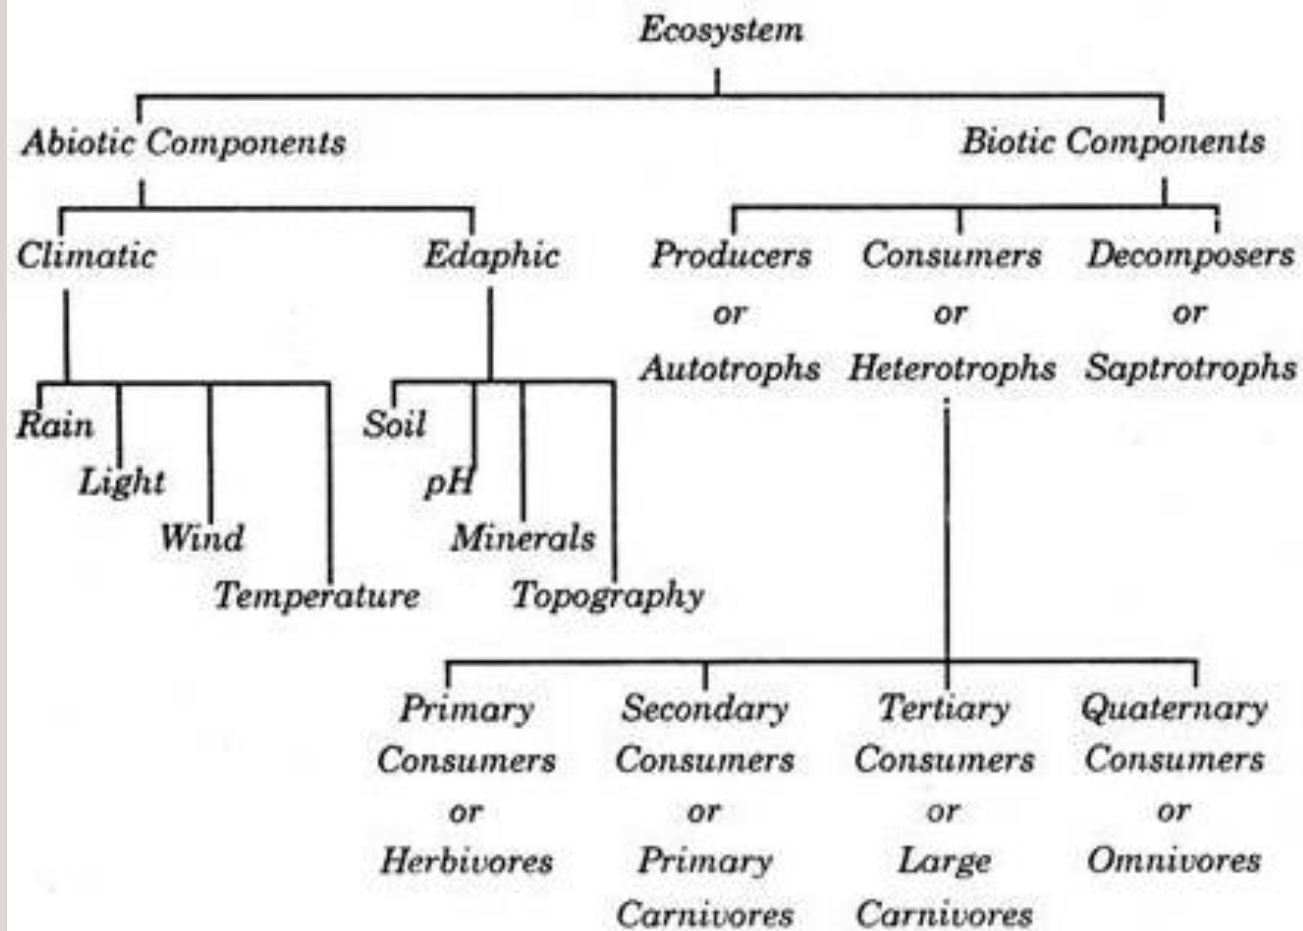 Ecosystem
Abiotic Components
Biotic Components
Climatic
Edaphic
Producers
or
Autotrophs
Consumers
or
Heterotrophs
Decomposers
or
Saptrotrophs
Rain
Light
Wind
Temperature
Soil
pH
Minerals
Topography
Primary
Consumers
or
Herbivores
Secondary
Consumers
or
Primary
Carnivores
Tertiary
Consumers
or
Large
Carnivores
Quaternary
Consumers
or
Omnivores